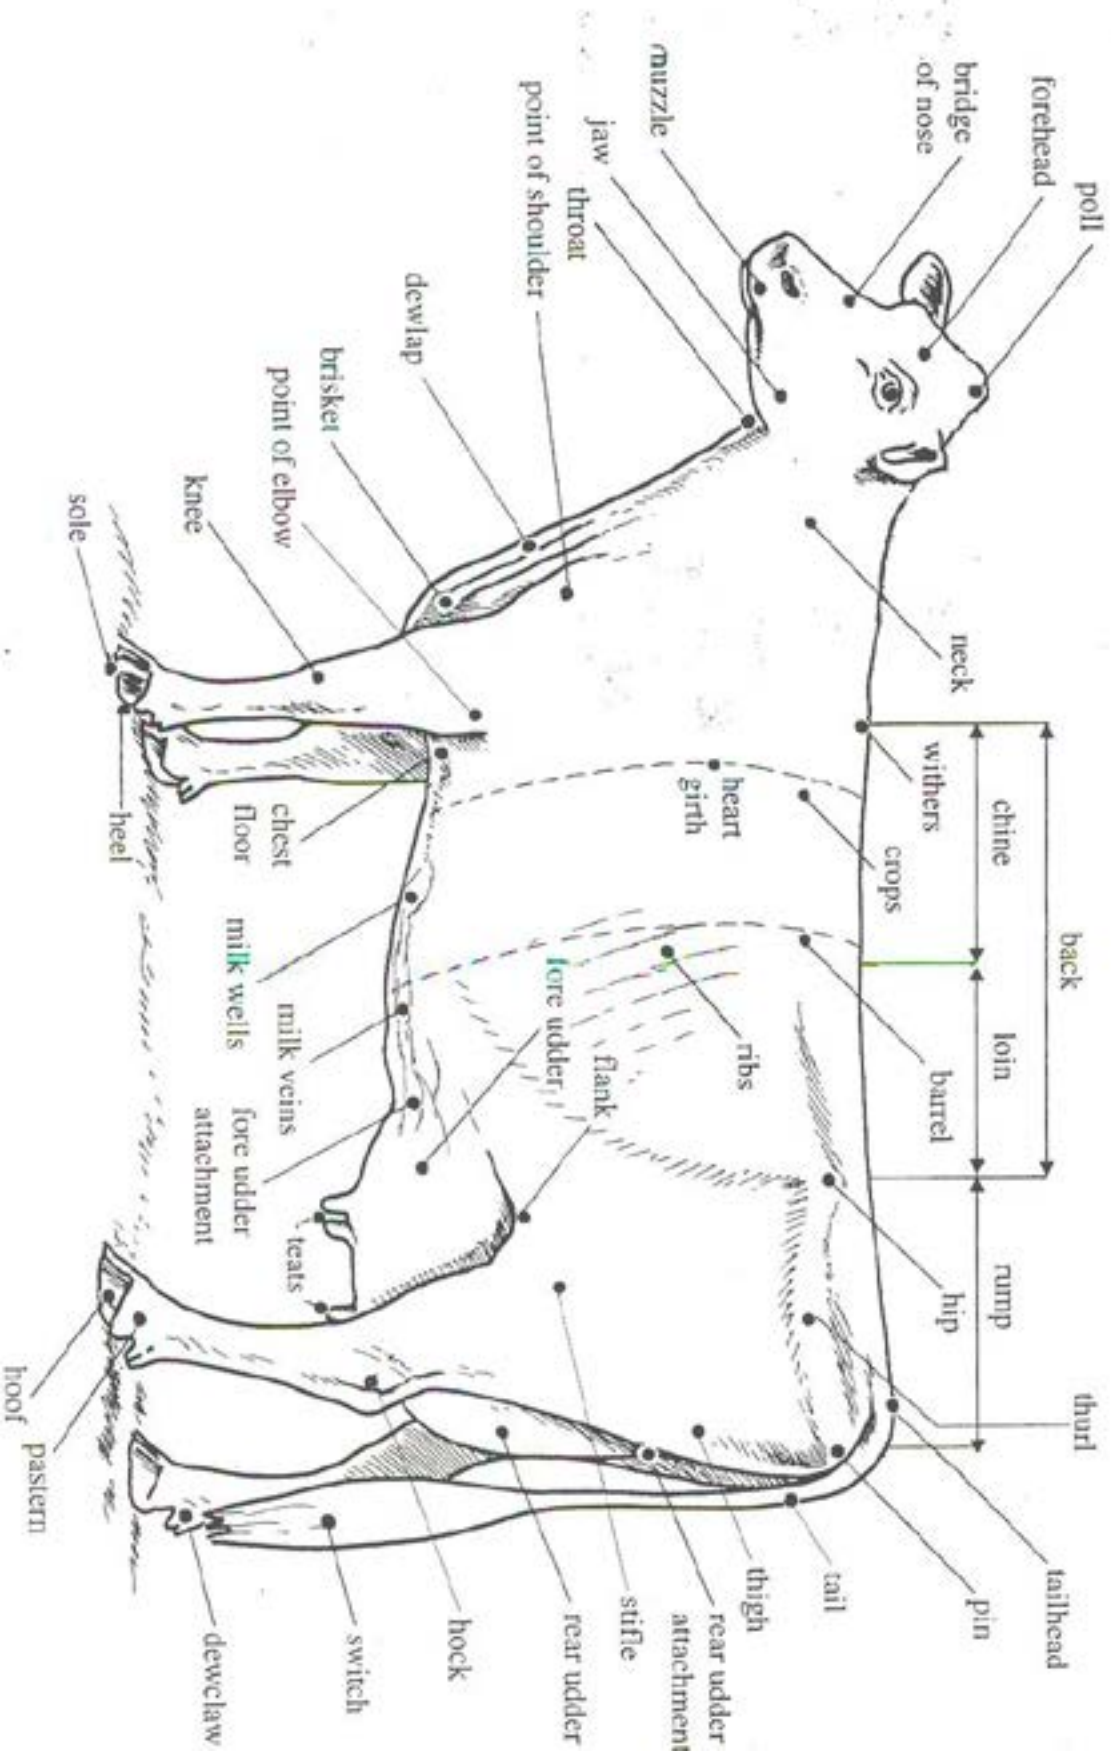 poll
forehead
bridge
of nose
muzzle
jaw
throat
point of shoulder
dewlap
brisket
point of elbow
knee
sole
heel
neck
withers
chine
back
loin
rump
heart
girth
crops
barrel
ribs
hip
thurl
fore udder
flank
chest
floor
milk wells
milk veins
fore udder
attachment
teats
hoof
pastern
tailhead
pin
tail
thigh
rear udder
attachment
stifle
rear udder
hock
switch
dewclaw